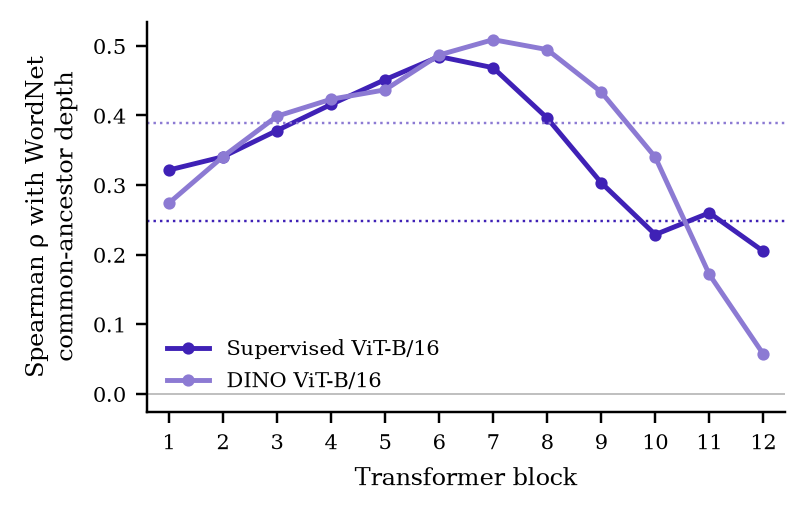 Spearman ρ with WordNet
common-ancestor depth
0.5
0.4
0.3
0.2
0.1
0.0
Supervised ViT-B/16
DINO ViT-B/16
1 2 3 4 5 6 7 8 9 10 11 12
Transformer block